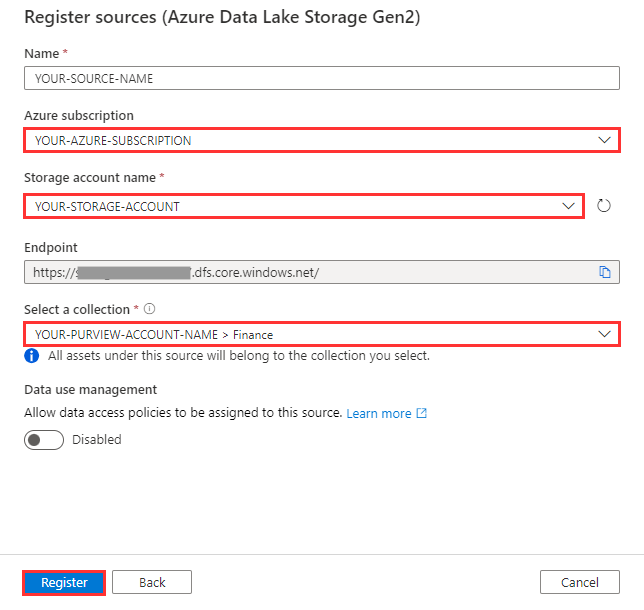 Register sources (Azure Data Lake Storage Gen2)
Name *
YOUR-SOURCE-NAME
Azure subscription
YOUR-AZURE-SUBSCRIPTION
Storage account name *
YOUR-STORAGE-ACCOUNT
Endpoint
https:// .dfs.core.windows.net/
Select a collection *
YOUR-PURVIEW-ACCOUNT-NAME > Finance
All assets under this source will belong to the collection you select.
Data use management
Allow data access policies to be assigned to this source. Learn more
Disabled
Register Back Cancel